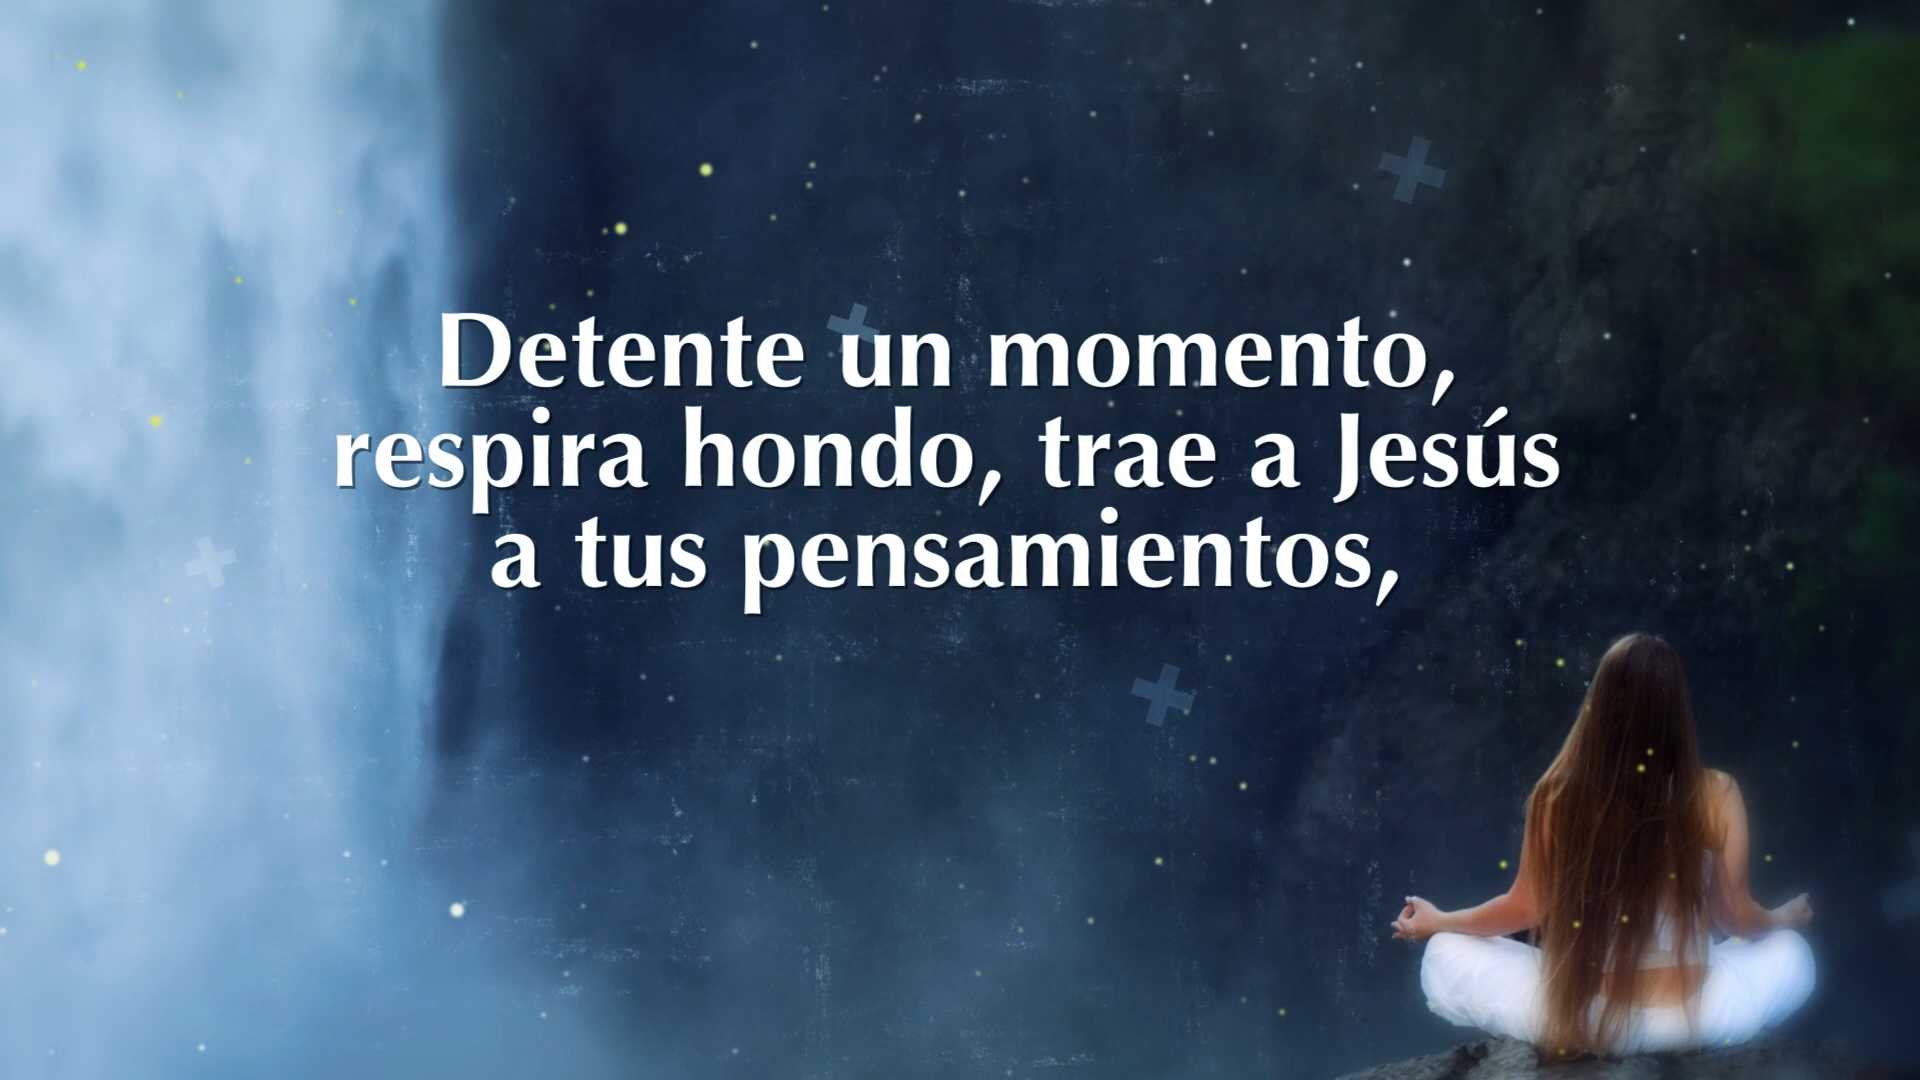 Detente un momento,
respira hondo, trae a Jesús
a tus pensamientos,